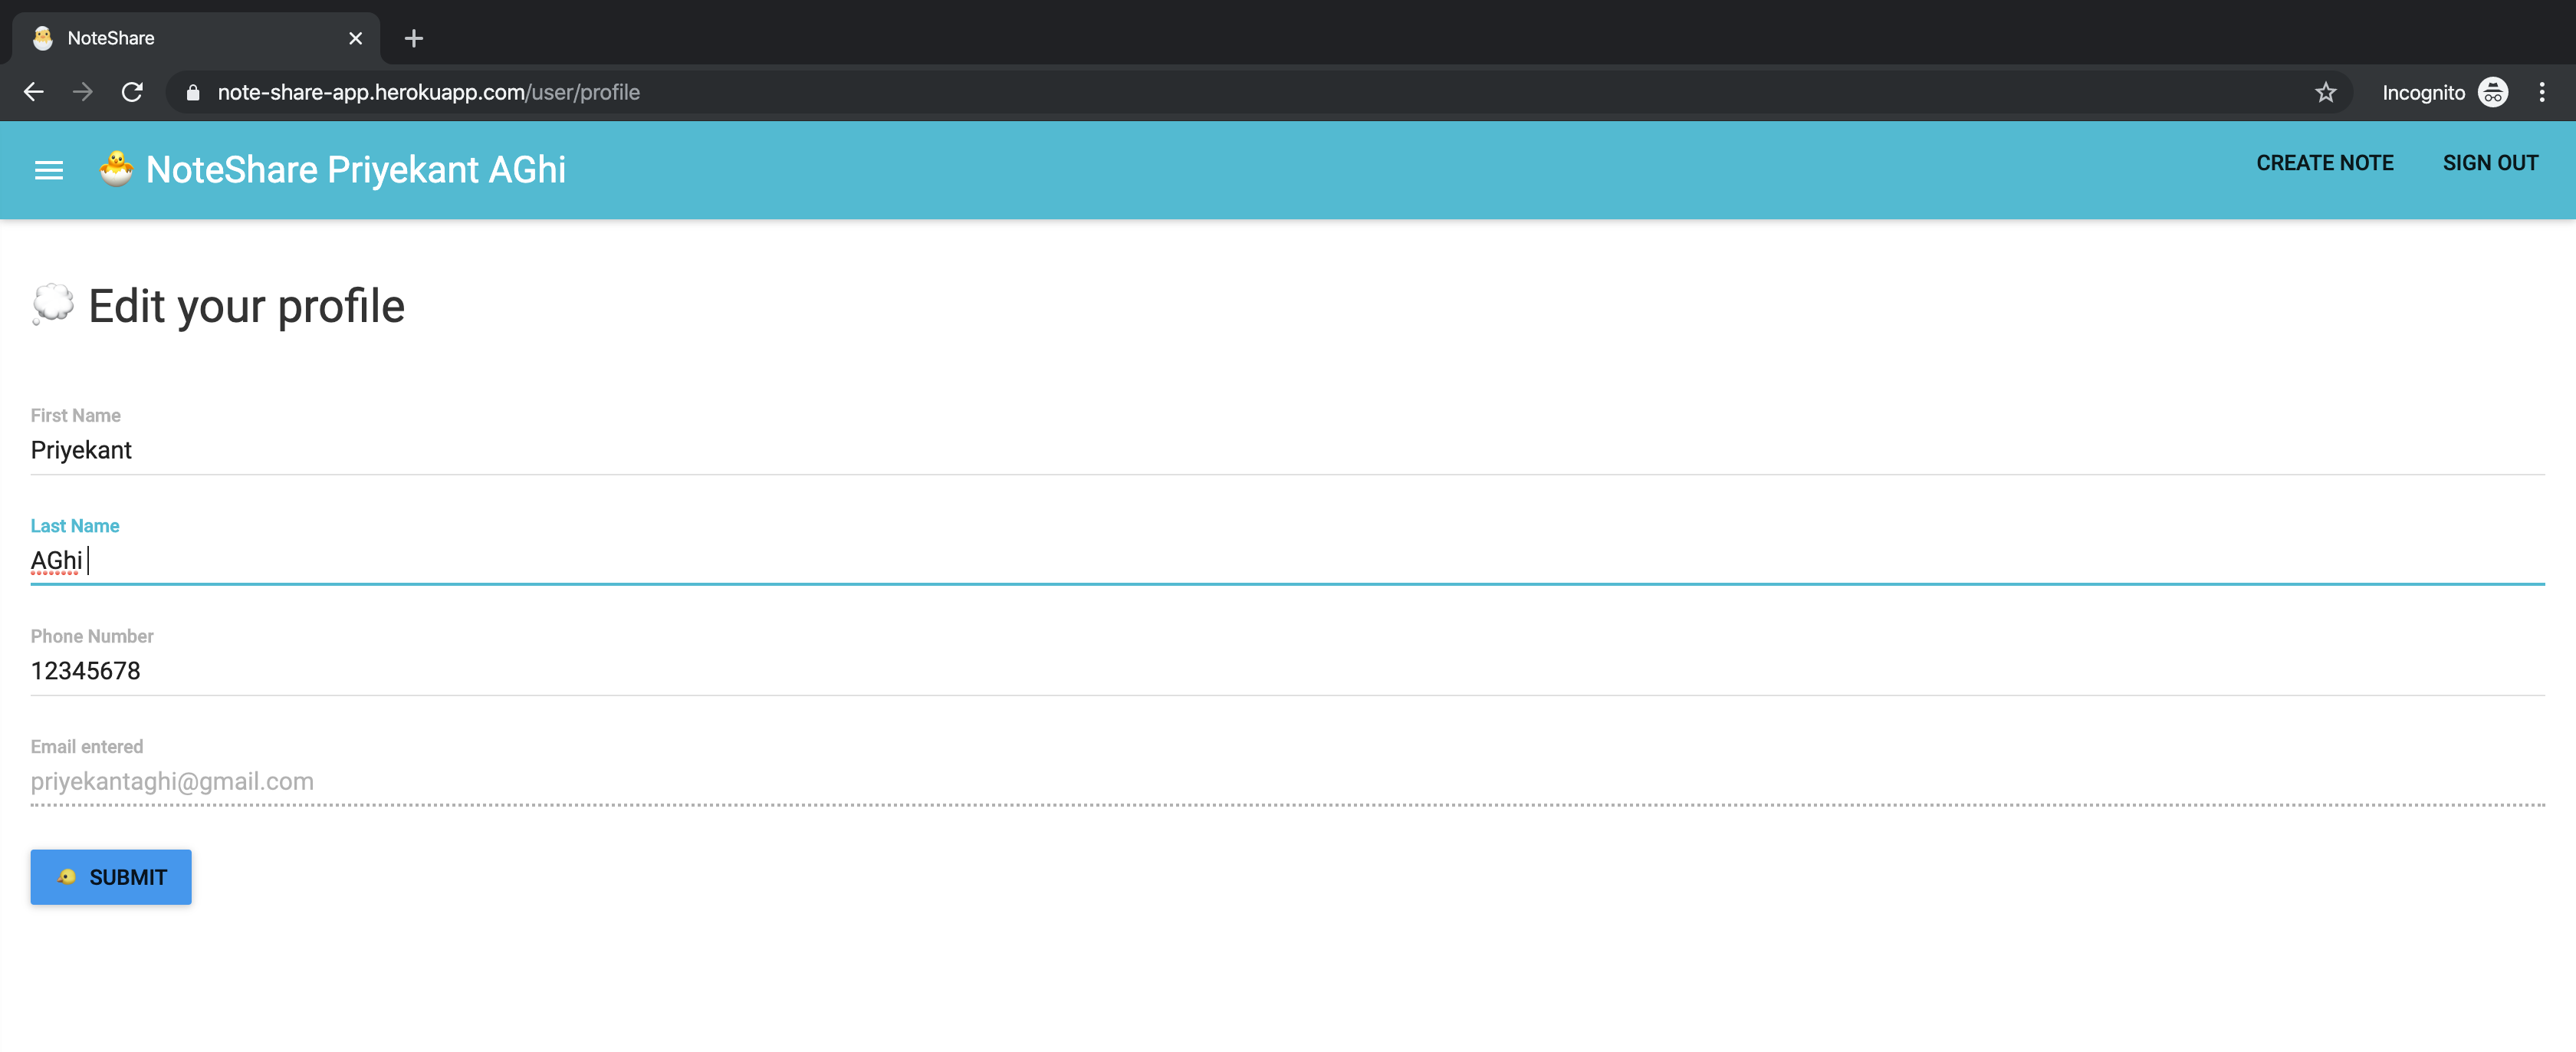 NoteShare
note-share-app.herokuapp.com/user/profile
Incognito
NoteShare Priyekant AGhi
CREATE NOTE
SIGN OUT
Edit your profile
First Name
Priyekant
Last Name
AGhi
Phone Number
12345678
Email entered
priyekantaghi@gmail.com
SUBMIT